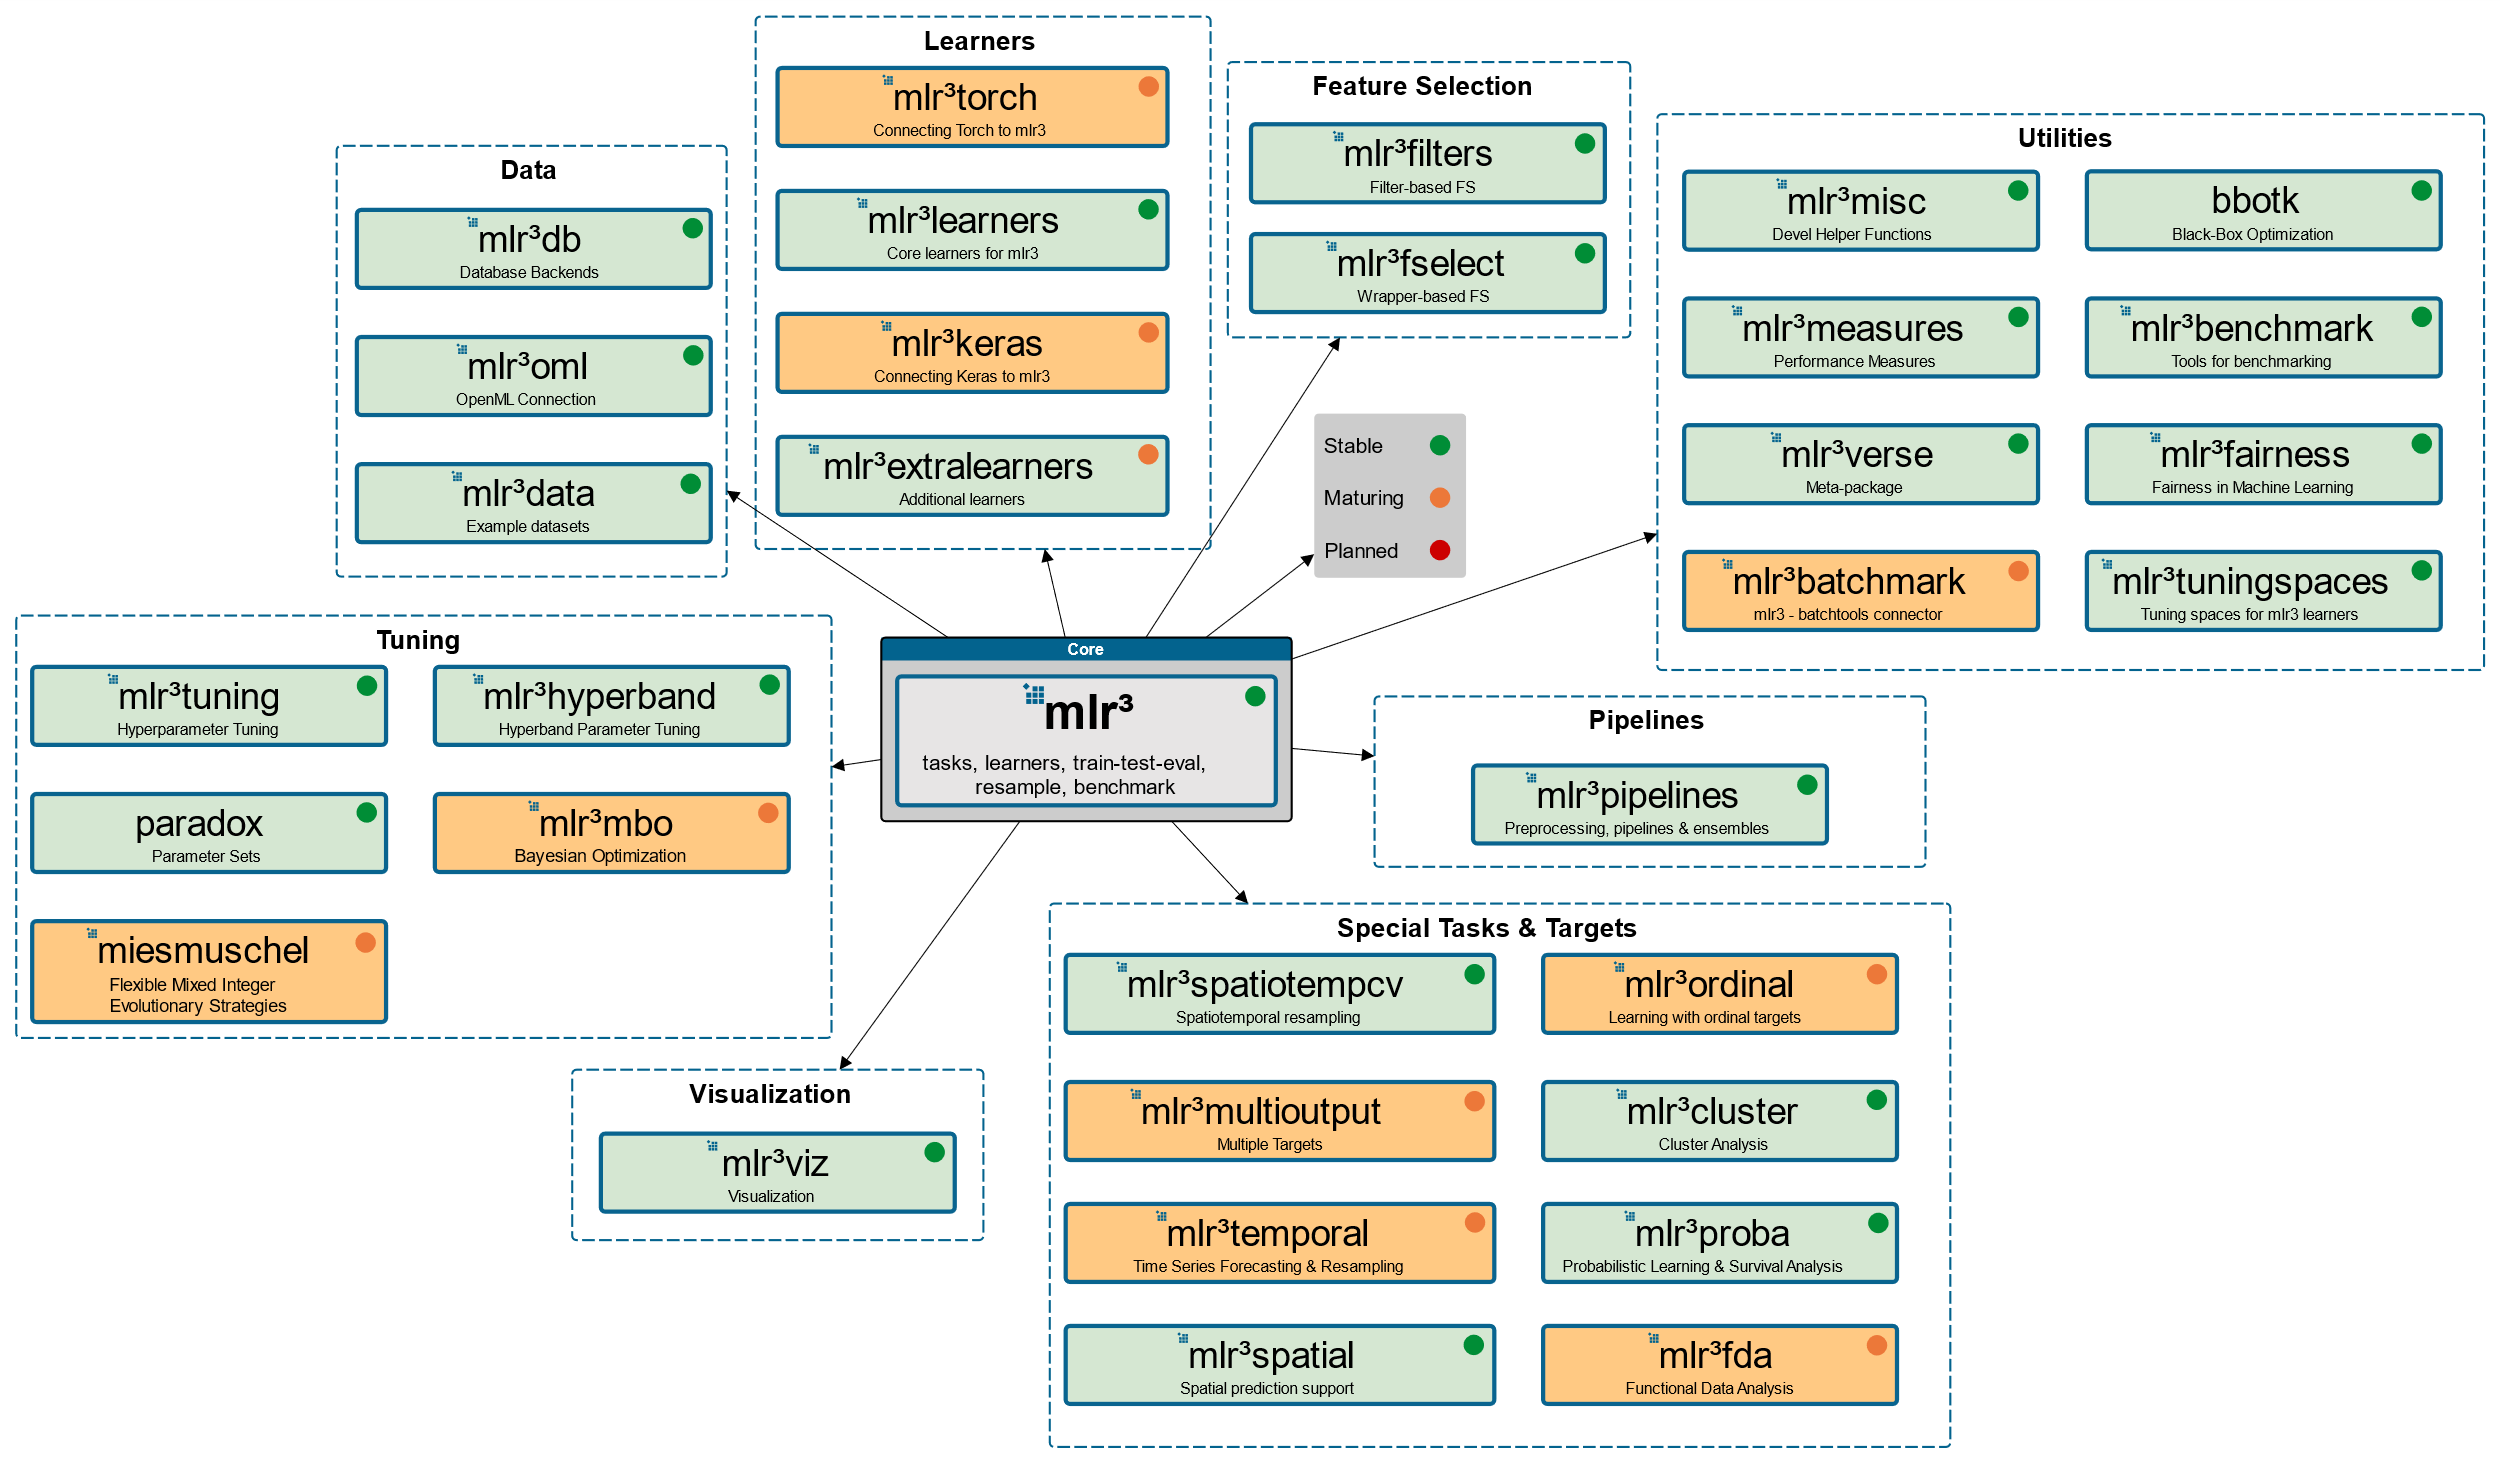 Learners
mlr³torch
Connecting Torch to mlr3
mlr³learners
Core learners for mlr3
mlr³keras
Connecting Keras to mlr3
mlr³extralearners
Additional learners
Feature Selection
mlr³filters
Filter-based FS
mlr³fselect
Wrapper-based FS
Utilities
mlr³misc
Devel Helper Functions
bbotk
Black-Box Optimization
mlr³measures
Performance Measures
mlr³benchmark
Tools for benchmarking
mlr³verse
Meta-package
mlr³fairness
Fairness in Machine Learning
mlr³batchmark
mlr3 - batchtools connector
mlr³tuningspaces
Tuning spaces for mlr3 learners
Data
mlr³db
Database Backends
mlr³oml
OpenML Connection
mlr³data
Example datasets
Stable
Maturing
Planned
Tuning
mlr³tuning
Hyperparameter Tuning
mlr³hyperband
Hyperband Parameter Tuning
paradox
Parameter Sets
mlr³mbo
Bayesian Optimization
miesmuschel
Flexible Mixed Integer
Evolutionary Strategies
Core
mlr³
tasks, learners, train-test-eval,
resample, benchmark
Pipelines
mlr³pipelines
Preprocessing, pipelines & ensembles
Visualization
mlr³viz
Visualization
Special Tasks & Targets
mlr³spatiotempcv
Spatiotemporal resampling
mlr³ordinal
Learning with ordinal targets
mlr³multioutput
Multiple Targets
mlr³cluster
Cluster Analysis
mlr³temporal
Time Series Forecasting & Resampling
mlr³proba
Probabilistic Learning & Survival Analysis
mlr³spatial
Spatial prediction support
mlr³fda
Functional Data Analysis